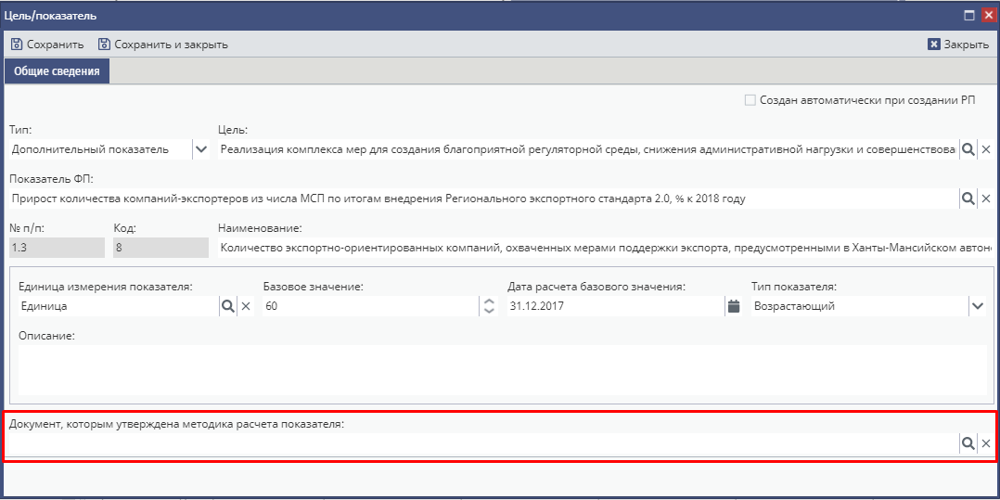 Цель/показатель
Сохранить Сохранить и закрыть Закрыть
Общие сведения
Создан автоматически при создании РП
Тип: Цель:
Дополнительный показатель Реализация комплекса мер для создания благоприятной регуляторной среды, снижения административной нагрузки и совершенствова
Показатель ФП:
Прирост количества компаний-экспортеров из числа МСП по итогам внедрения Регионального экспортного стандарта 2.0, % к 2018 году
№ п/п: Код: Наименование:
1.3 8 Количество экспортно-ориентированных компаний, охваченных мерами поддержки экспорта, предусмотренными в Ханты-Мансийском автон
Единица измерения показателя: Базовое значение: Дата расчета базового значения: Тип показателя:
Единица 60 31.12.2017 Возрастающий
Описание:
Документ, которым утверждена методика расчета показателя: